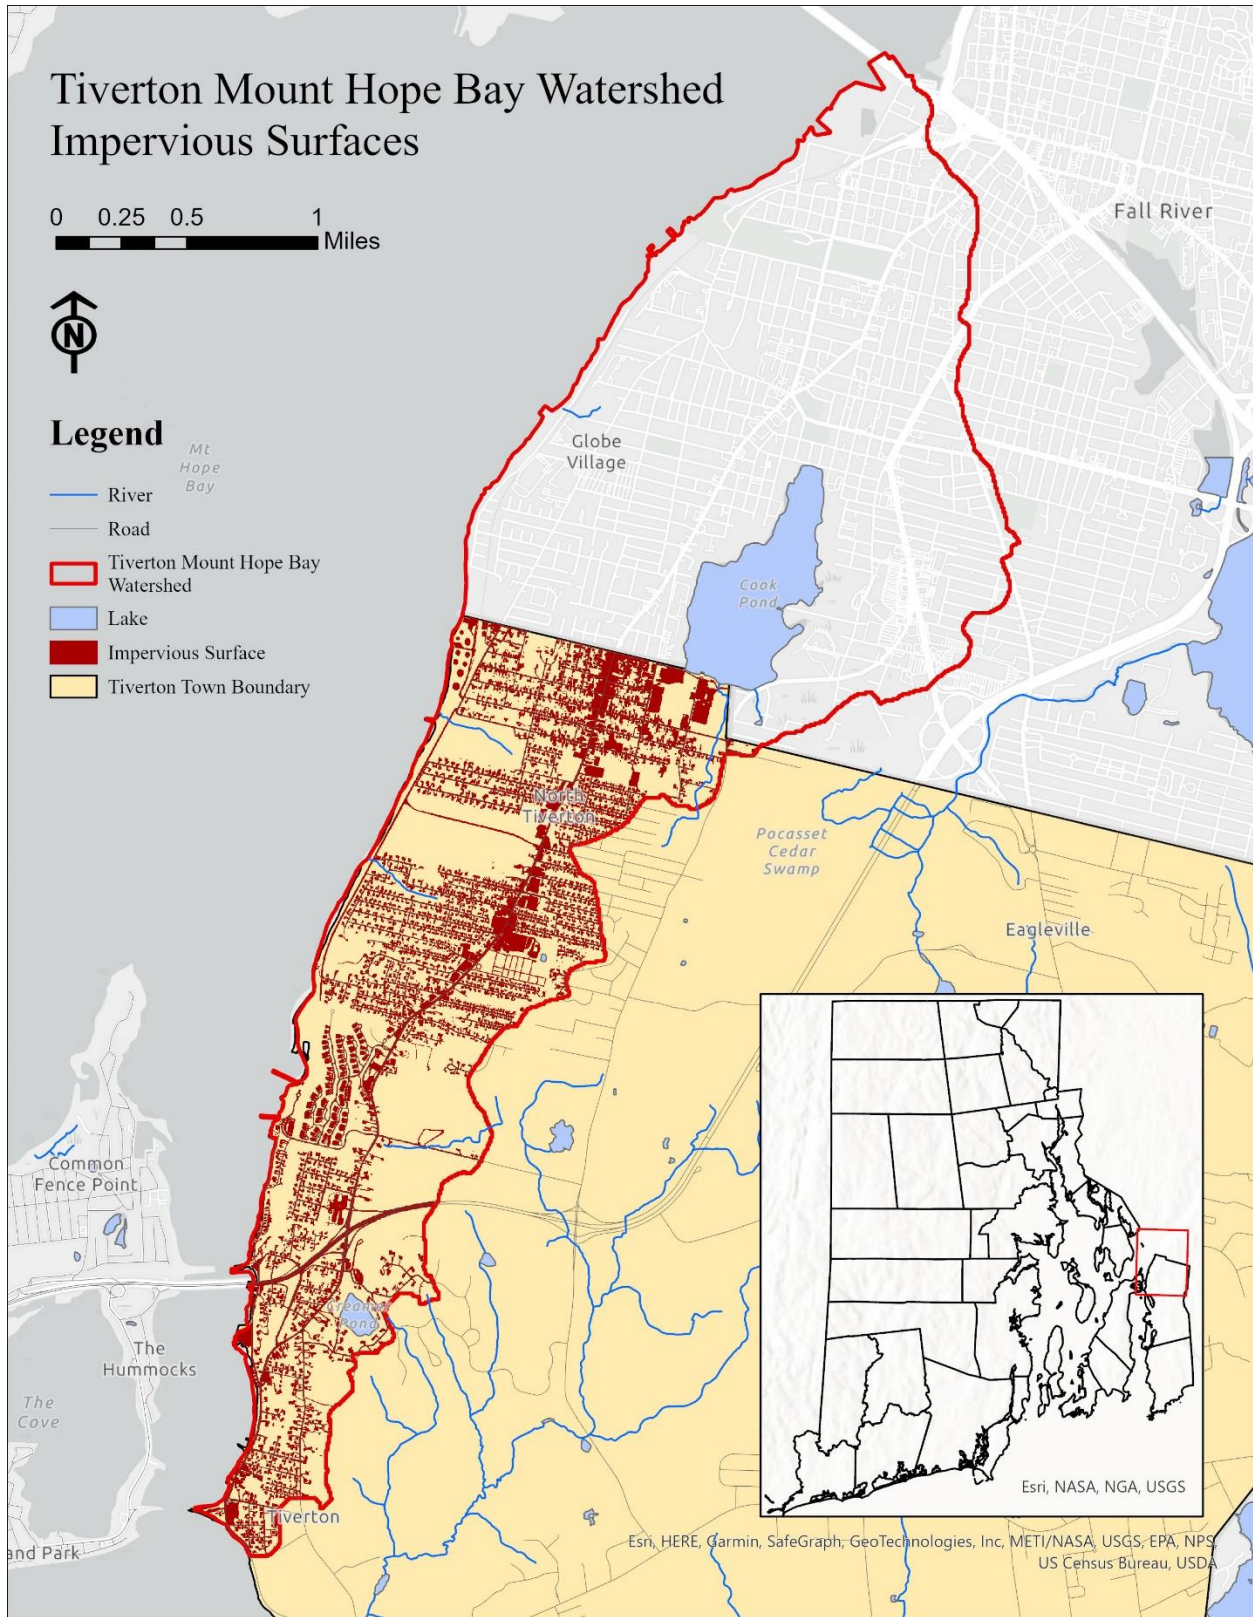 Tiverton Mount Hope Bay Watershed
Impervious Surfaces
0 0.25 0.5 1
Miles
N
Fall River
Legend
Mt
Hope
Bay
River
Road
Tiverton Mount Hope Bay
Watershed
Lake
Impervious Surface
Tiverton Town Boundary
Globe
Village
Cook
Pond
North
Tiverton
Pocasset
Cedar
Swamp
Eagleville
Common
Fence Point
Creamer
Pond
The
Hummocks
The
Cove
Tiverton
and Park
Esri, NASA, NGA, USGS
Esri, HERE, Garmin, SafeGraph, GeoTechnologies, Inc, METI/NASA, USGS, EPA, NPS,
US Census Bureau, USDA